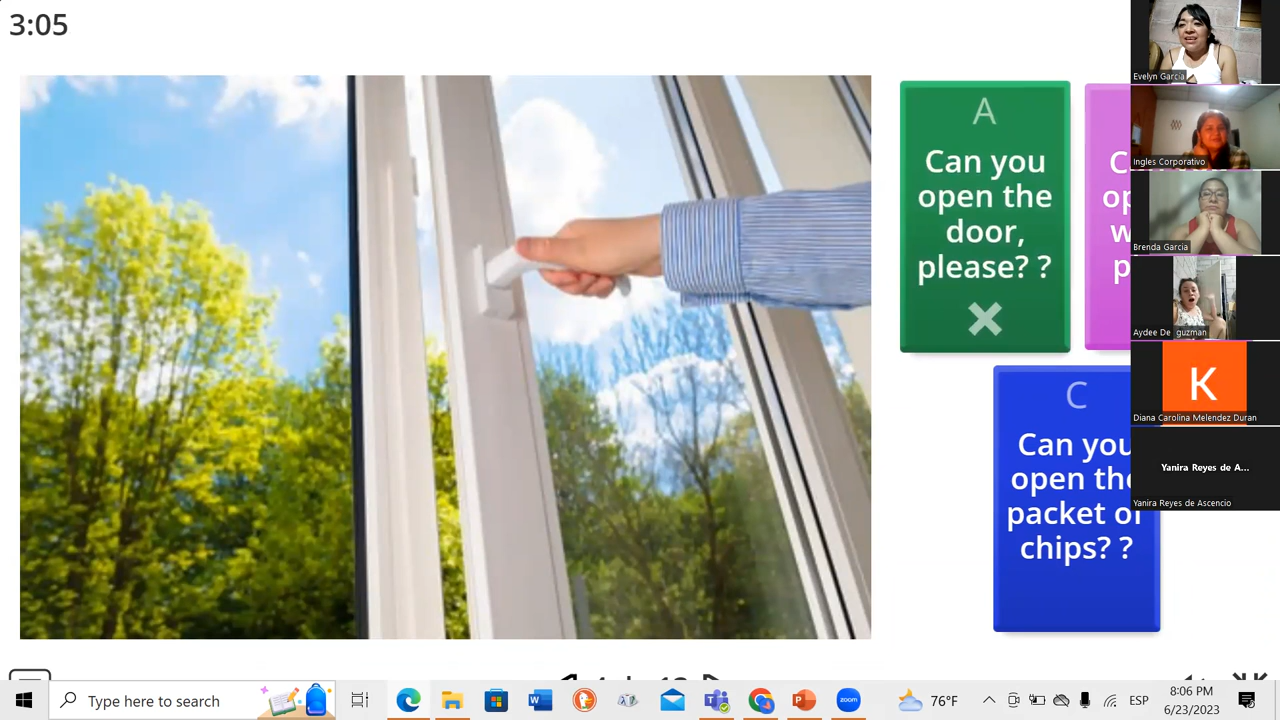 3:05
A
Can you
open the
door,
please? ?
C
Can you
open the
packet of
chips? ?
Evelyn García
Ingles Corporativo
Brenda Garcia
Aydee De guzman
K
Diana Carolina Melendez Duran
Yanira Reyes de A...
Yanira Reyes de Ascencio
Type here to search
76°F
ESP
8:06 PM
6/23/2023
zoom